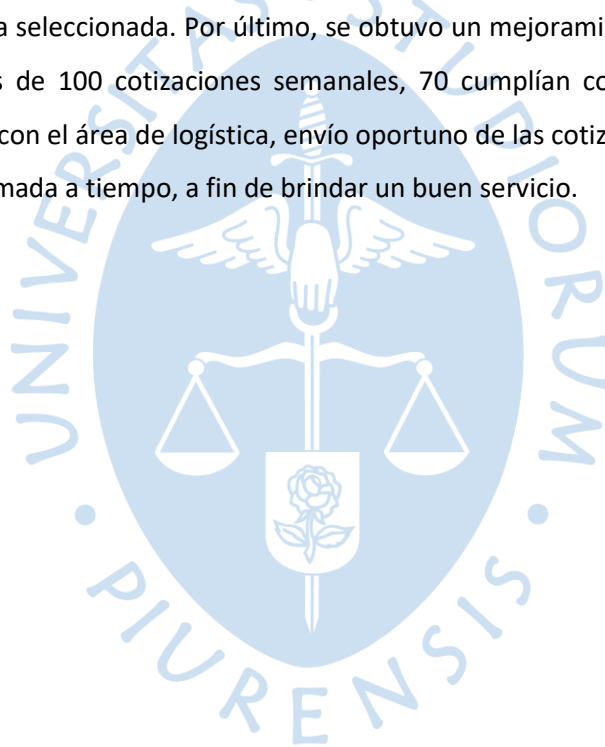 a seleccionada. Por último, se obtuvo un mejorami
s de 100 cotizaciones semanales, 70 cumplían co
con el área de logística, envío oportuno de las cotiz
mada a tiempo, a fin de brindar un buen servicio.
UNIVERSITAS STUDIORUM
• PIURENSIS •